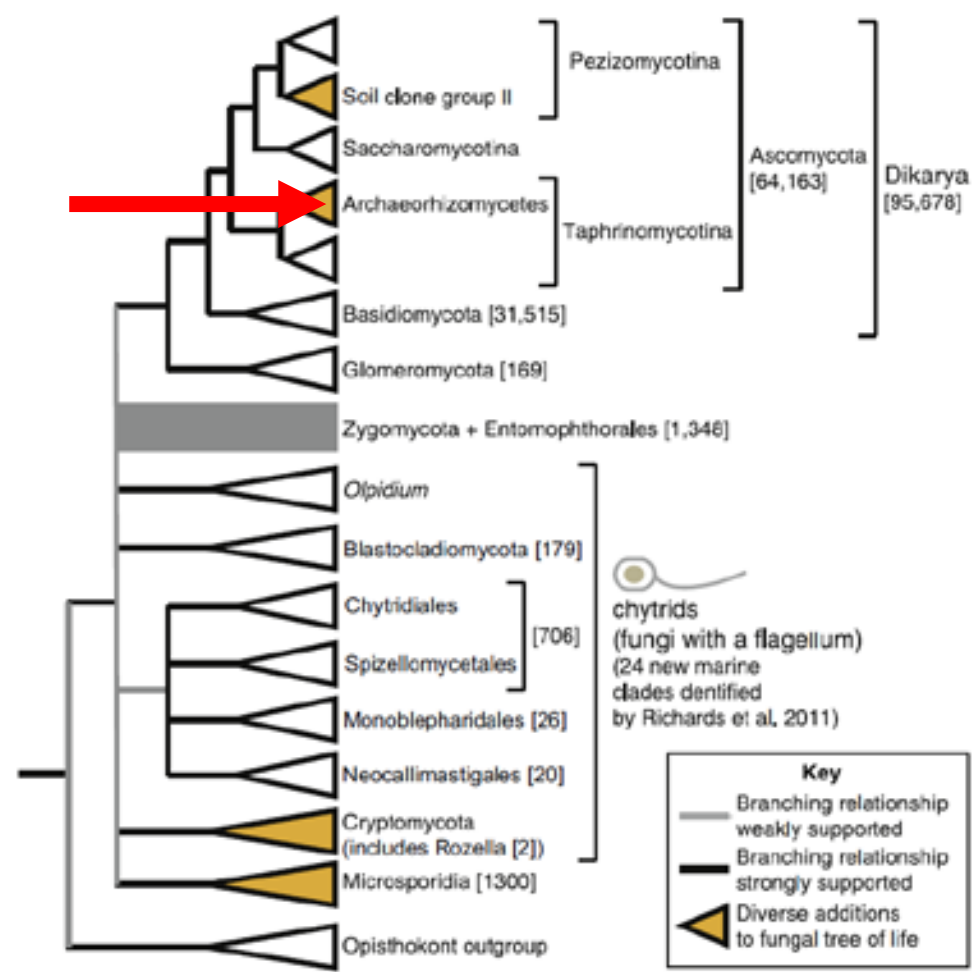 Pezizomycotina
Soil clone group II
Saccharomycotina
Ascomycota
[64,163]
Dikarya
[95,678]
Archaeorhizomycetes
Taphrinomycotina
Basidiomycota [31,515]
Glomeromycota [169]
Zygomycota + Entomophthorales [1,348]
Olpidium
Blastocladiomycota [179]
Chytridiales
[706]
Spizellomycetales
chytrids
(fungi with a flagellum)
(24 new marine
clades dentified
by Richards et al, 2011)
Monoblepharidales [26]
Neocallimastigales [20]
Cryptomycota
(includes Rozella [2])
Microsporidia [1300]
Opisthokont outgroup
Key
Branching relationship
weakly supported
Branching relationship
strongly supported
Diverse additions
to fungal tree of life